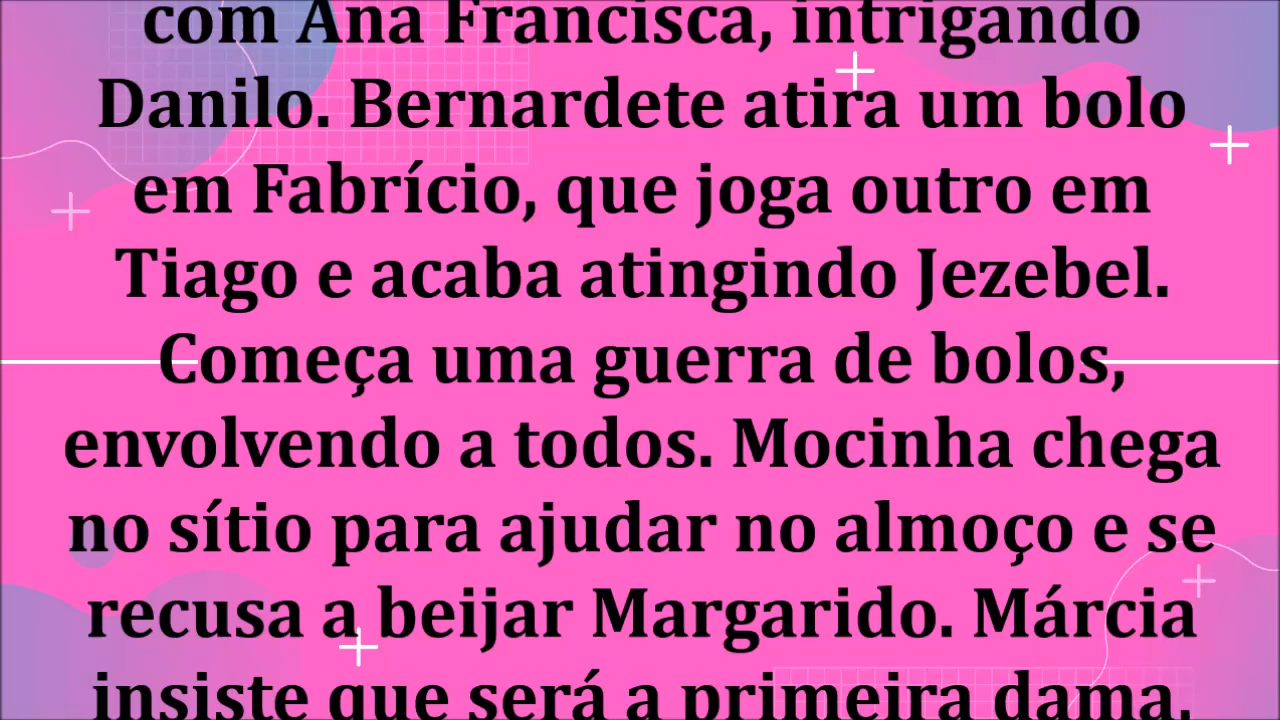 com Ana Francisca, intrigando
Danilo. Bernardete atira um bolo
em Fabrício, que joga outro em
Tiago e acaba atingindo Jezebel.
Começa uma guerra de bolos,
envolvendo a todos. Mocinha chega
no sítio para ajudar no almoço e se
recusa a beijar Margarido. Márcia
insiste que será a primeira dama.